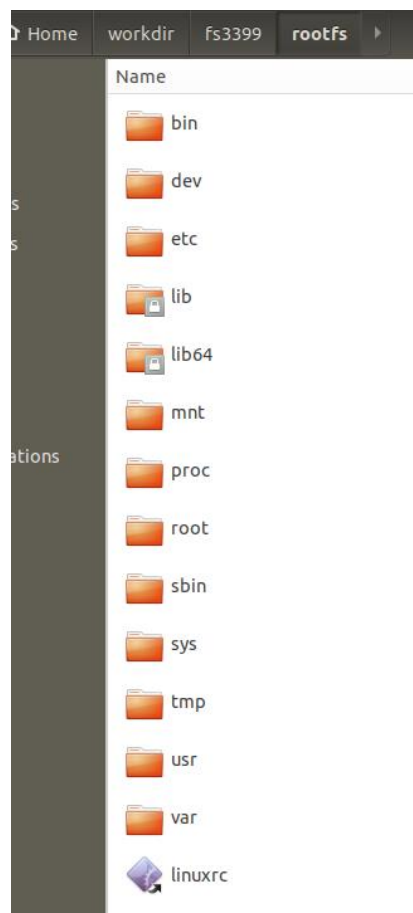 Home workdir fs3399 rootfs
Name
bin
dev
s
etc
s
lib
lib64
mnt
ations
proc
root
sbin
sys
tmp
usr
var
linuxrc